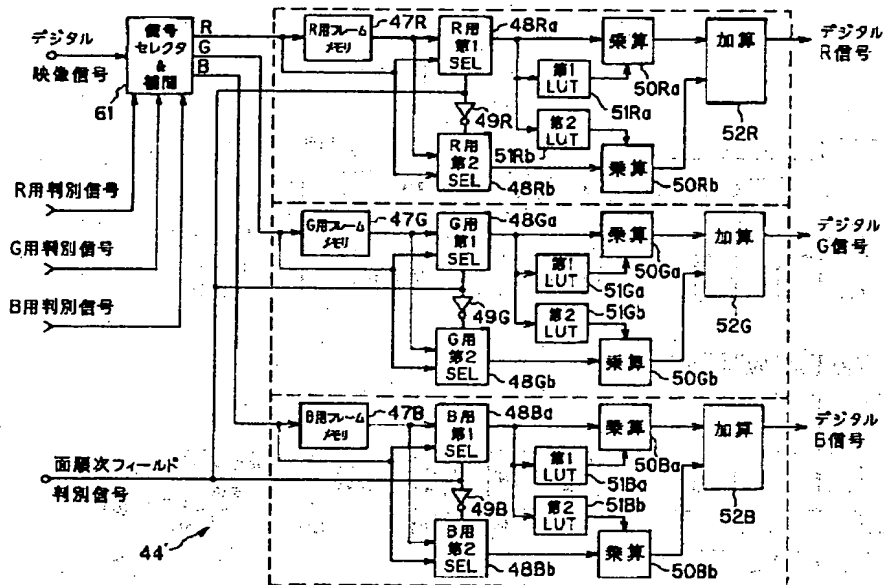 デジタル
映像信号
信号
セレクタ
&
補間
61
R
G
B
R用判別信号
G用判別信号
B用判別信号
面順次フィールド
判別信号
44'
R用フレーム
メモリ
47R
R用
第1
SEL
48Ra
49R
R用
第2
SEL
48Rb
第1
LUT
51Ra
第2
LUT
51Rb
乗算
50Ra
乗算
50Rb
加算
52R
デジタル
R信号
G用フレーム
メモリ
47G
G用
第1
SEL
48Ga
49G
G用
第2
SEL
48Gb
第1
LUT
51Ga
51Gb
第2
LUT
乗算
50Ga
乗算
50Gb
加算
52G
デジタル
G信号
B用フレーム
メモリ
47B
B用
第1
SEL
48Ba
49B
B用
第2
SEL
48Bb
第1
LUT
51Ba
51Bb
第2
LUT
乗算
50Ba
乗算
50Bb
加算
52B
デジタル
B信号